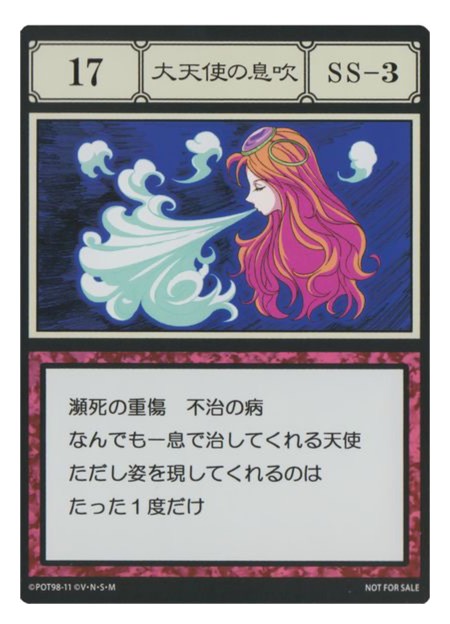 17
大天使の息吹
SS-3
瀕死の重傷 不治の病
なんでも一息で治してくれる天使
ただし姿を現してくれるのは
たった1度だけ
©POT98-11 ©V・N・S・M
NOT FOR SALE